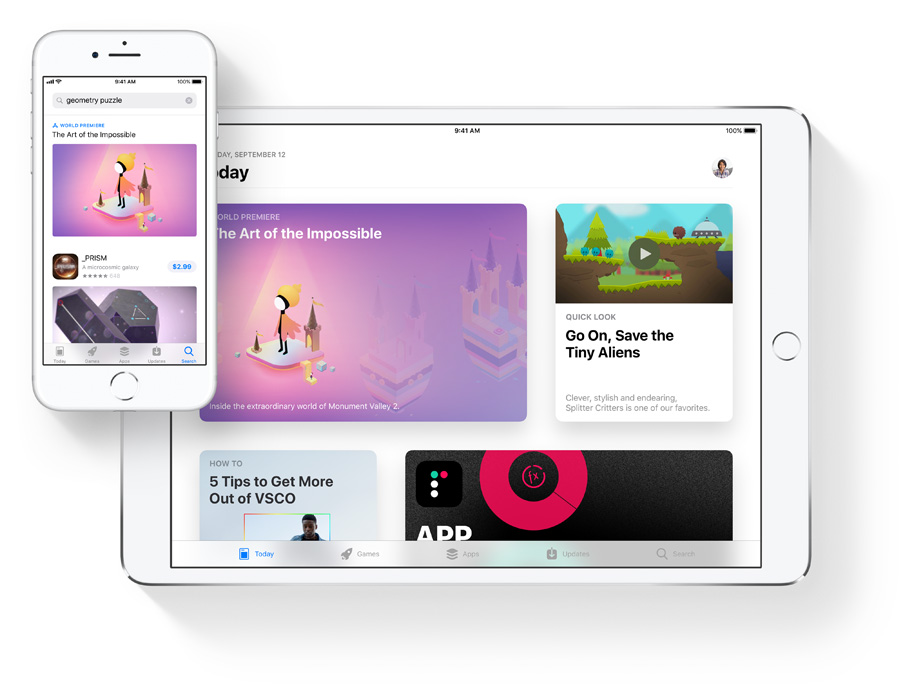 9:41 AM
100%
geometry puzzle
WORLD PREMIERE
The Art of the Impossible
_PRISM
A microcosmic galaxy
$2.99
Today
Games
Apps
Updates
Search
9:41 AM
100%
DAY, SEPTEMBER 12
day
ORLD PREMIERE
The Art of the Impossible
Inside the extraordinary world of Monument Valley 2.
QUICK LOOK
Go On, Save the
Tiny Aliens
Clever, stylish and endearing,
Splitter Critters is one of our favorites.
HOW TO
5 Tips to Get More
Out of VSCO
fx
APP
Today
Games
Apps
Updates
Search